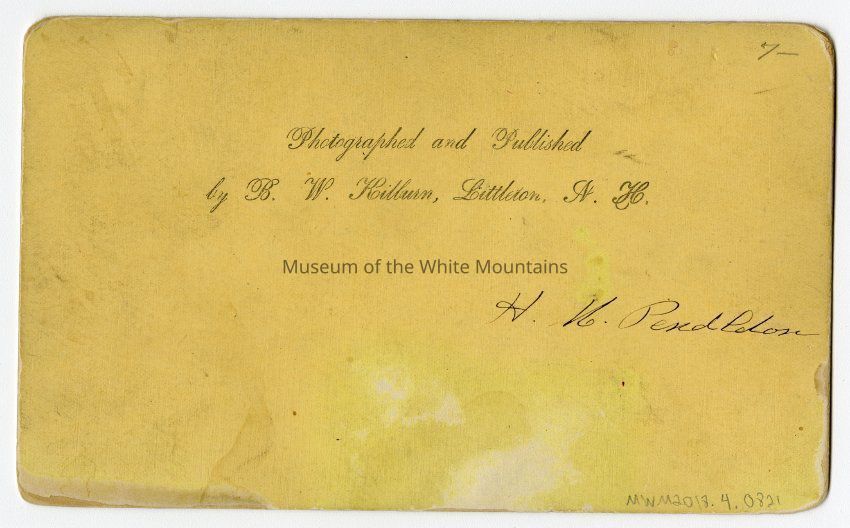 7-
Photographed and Published
by B. W. Kilburn, Littleton, N. H.
Museum of the White Mountains
H. N. Pendleton
MWM2018.4.0821